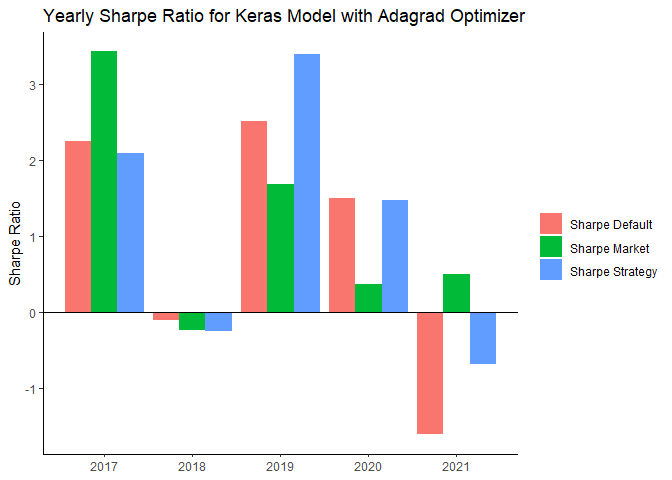 Yearly Sharpe Ratio for Keras Model with Adagrad Optimizer
Sharpe Ratio
3
2
1
0
-1
2017
2018
2019
2020
2021
Sharpe Default
Sharpe Market
Sharpe Strategy